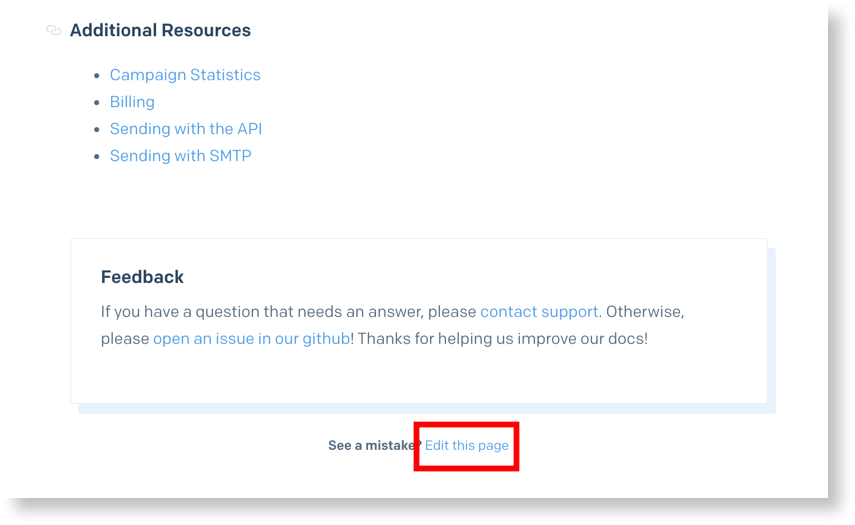 Additional Resources
Campaign Statistics
Billing
Sending with the API
Sending with SMTP
Feedback
If you have a question that needs an answer, please contact support. Otherwise,
please open an issue in our github! Thanks for helping us improve our docs!
See a mistake? Edit this page